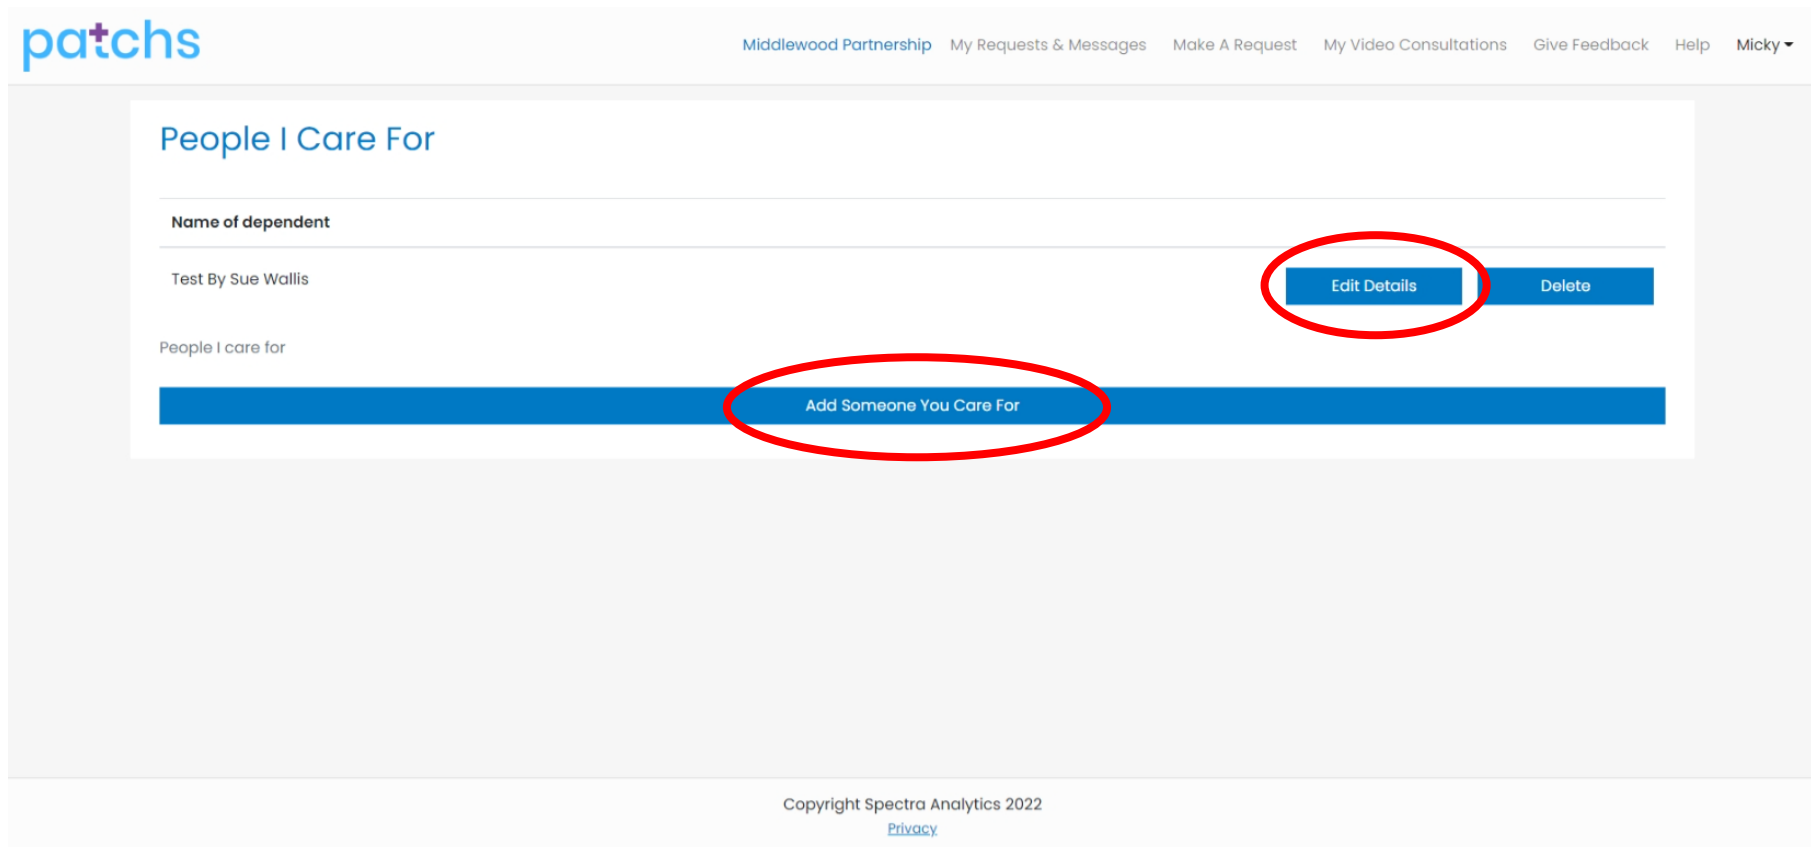 patchs
Middlewood Partnership My Requests & Messages Make A Request My Video Consultations Give Feedback Help Micky
People I Care For
Name of dependent
Test By Sue Wallis Edit Details Delete
People I care for
Add Someone You Care For
Copyright Spectra Analytics 2022
Privacy